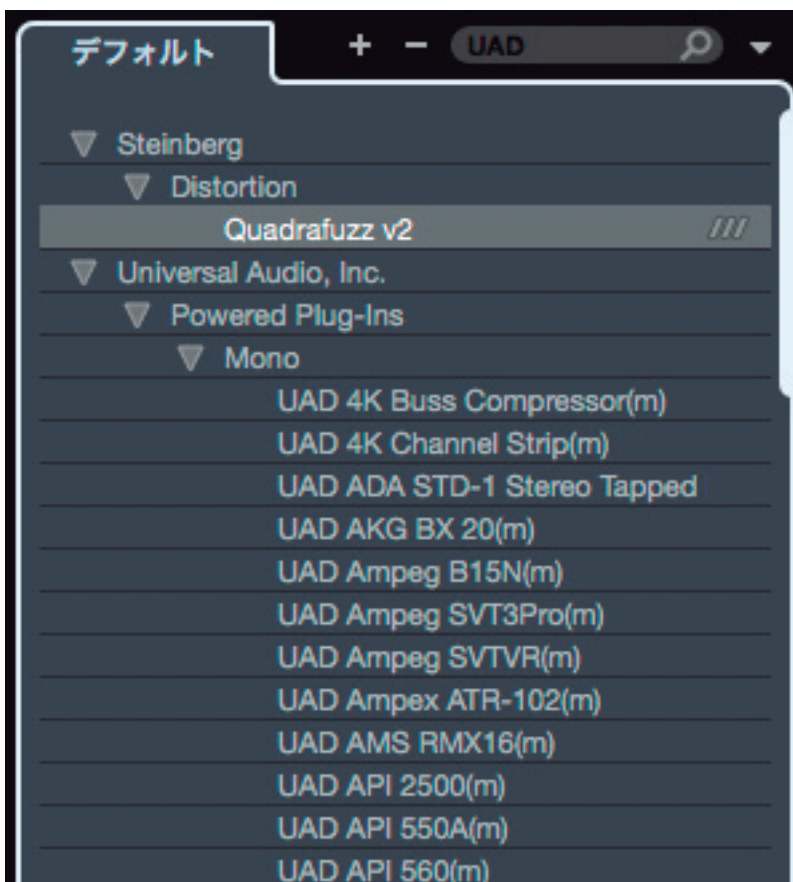 デフォルト + − UAD
Steinberg
Distortion
Quadrafuzz v2
Universal Audio, Inc.
Powered Plug-Ins
Mono
UAD 4K Buss Compressor(m)
UAD 4K Channel Strip(m)
UAD ADA STD-1 Stereo Tapped
UAD AKG BX 20(m)
UAD Ampeg B15N(m)
UAD Ampeg SVT3Pro(m)
UAD Ampeg SVTVR(m)
UAD Ampex ATR-102(m)
UAD AMS RMX16(m)
UAD API 2500(m)
UAD API 550A(m)
UAD API 560(m)